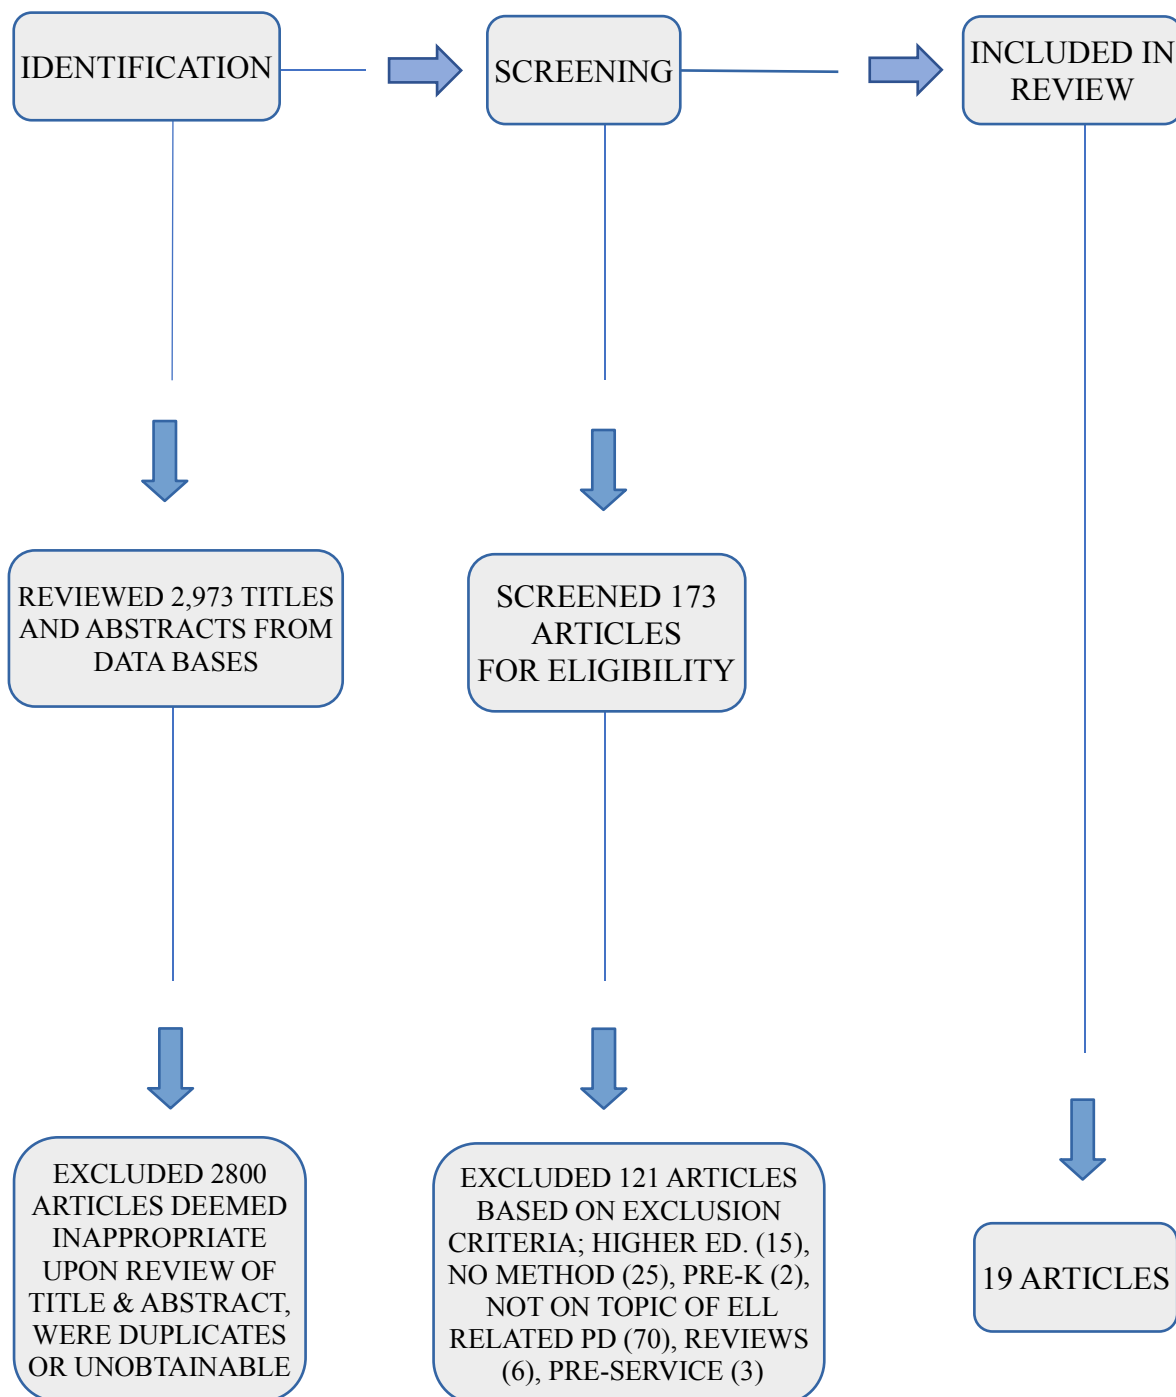 IDENTIFICATION
SCREENING
INCLUDED IN
REVIEW
REVIEWED 2,973 TITLES
AND ABSTRACTS FROM
DATA BASES
SCREENED 173
ARTICLES
FOR ELIGIBILITY
EXCLUDED 2800
ARTICLES DEEMED
INAPPROPRIATE
UPON REVIEW OF
TITLE & ABSTRACT,
WERE DUPLICATES
OR UNOBTAINABLE
EXCLUDED 121 ARTICLES
BASED ON EXCLUSION
CRITERIA; HIGHER ED. (15),
NO METHOD (25), PRE-K (2),
NOT ON TOPIC OF ELL
RELATED PD (70), REVIEWS
(6), PRE-SERVICE (3)
19 ARTICLES